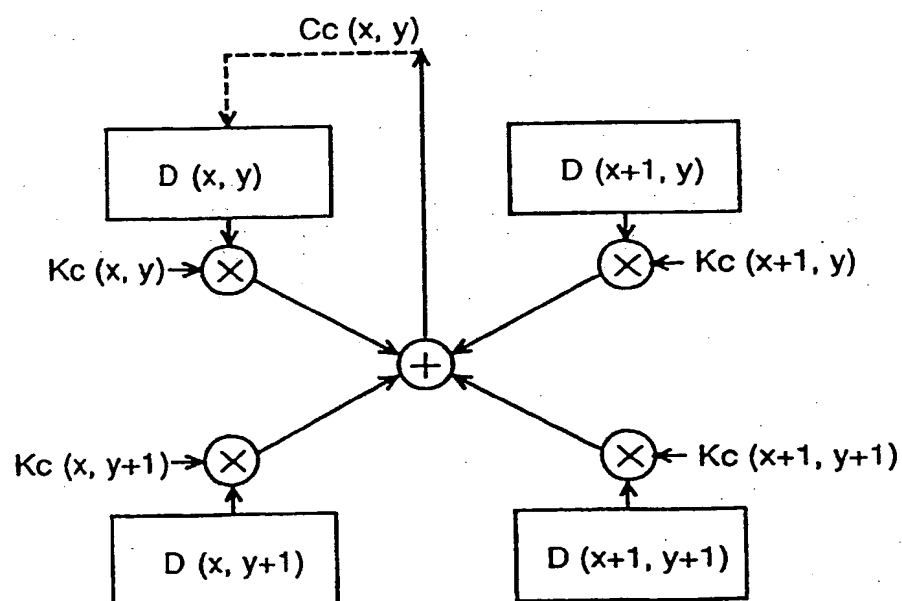 Cc (x, y)
D (x, y)
D (x+1, y)
Kc (x, y)
Kc (x+1, y)
Kc (x, y+1)
Kc (x+1, y+1)
D (x, y+1)
D (x+1, y+1)